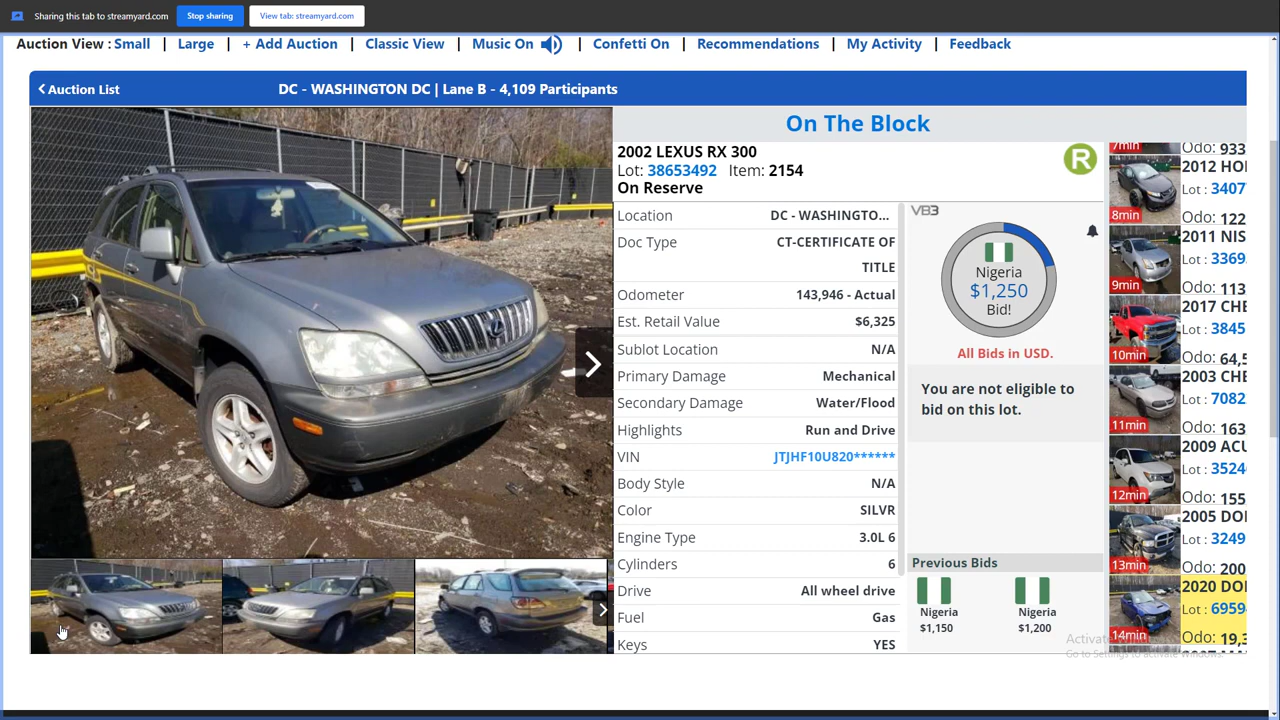 Sharing this tab to streamyard.com
Stop sharing
View tab: streamyard.com
Auction View : Small | Large | + Add Auction | Classic View | Music On | Confetti On | Recommendations | My Activity | Feedback
Auction List
DC - WASHINGTON DC | Lane B - 4,109 Participants
On The Block
2002 LEXUS RX 300
Lot: 38653492 Item: 2154
On Reserve
R
Location DC - WASHINGTO...
Doc Type CT-CERTIFICATE OF
TITLE
Odometer 143,946 - Actual
Est. Retail Value $6,325
Sublot Location N/A
Primary Damage Mechanical
Secondary Damage Water/Flood
Highlights Run and Drive
VIN JTJHF10U820******
Body Style N/A
Color SILVR
Engine Type 3.0L 6
Cylinders 6
Drive All wheel drive
Fuel Gas
Keys YES
VB3
Nigeria
$1,250
Bid!
All Bids in USD.
You are not eligible to
bid on this lot.
Previous Bids
Nigeria
$1,150
Nigeria
$1,200
7min
Odo: 933
2012 HO
Lot : 3407
8min
Odo: 122
2011 NIS
Lot : 3369
9min
Odo: 113
2017 CHE
Lot : 3845
10min
Odo: 64,5
2003 CHE
Lot : 7082
11min
Odo: 163
2009 ACU
Lot : 3524
12min
Odo: 155
2005 DO
Lot : 3249
13min
Odo: 200
2020 DO
Lot : 6959
14min
Odo: 19,3
Go to Settings to activate Windows.